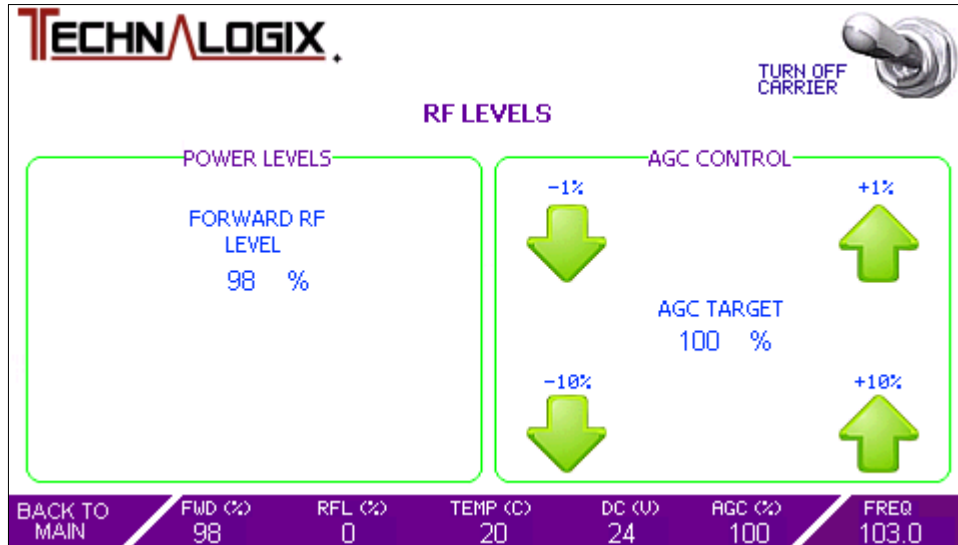 TECHNALOGIX
TURN OFF
CARRIER
RF LEVELS
POWER LEVELS
FORWARD RF
LEVEL
98 %
AGC CONTROL
-1% +1%
AGC TARGET
100 %
-10% +10%
BACK TO
MAIN
FWD (%) RFL (%) TEMP (C) DC (V) AGC (%) FREQ
98 0 20 24 100 103.0